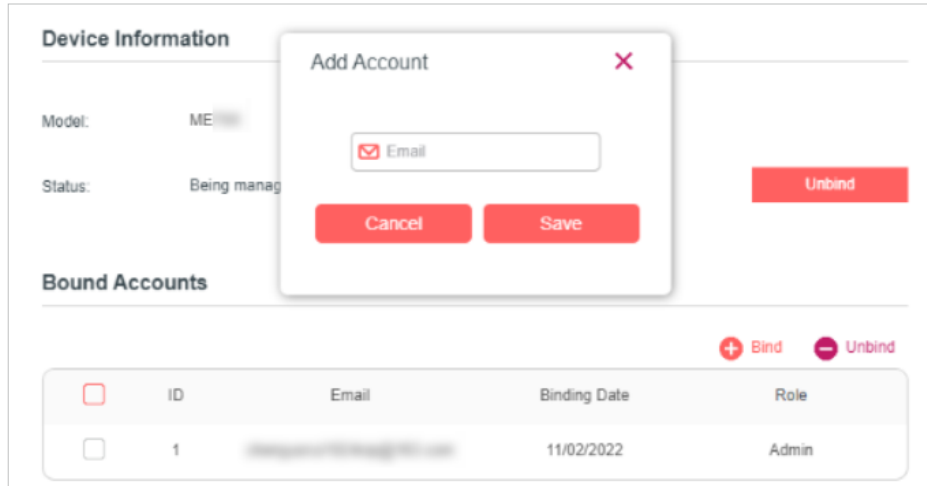 Device Information
Add Account
Model: ME
Email
Status: Being manag
Unbind
Cancel Save
Bound Accounts
Bind Unbind
ID Email Binding Date Role
1 11/02/2022 Admin